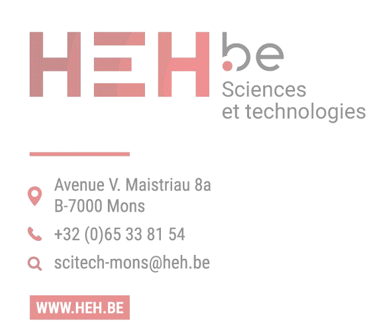 HEH.be
Sciences
et technologies
Avenue V. Maistriau 8a
B-7000 Mons
+32 (0)65 33 81 54
scitech-mons@heh.be
WWW.HEH.BE